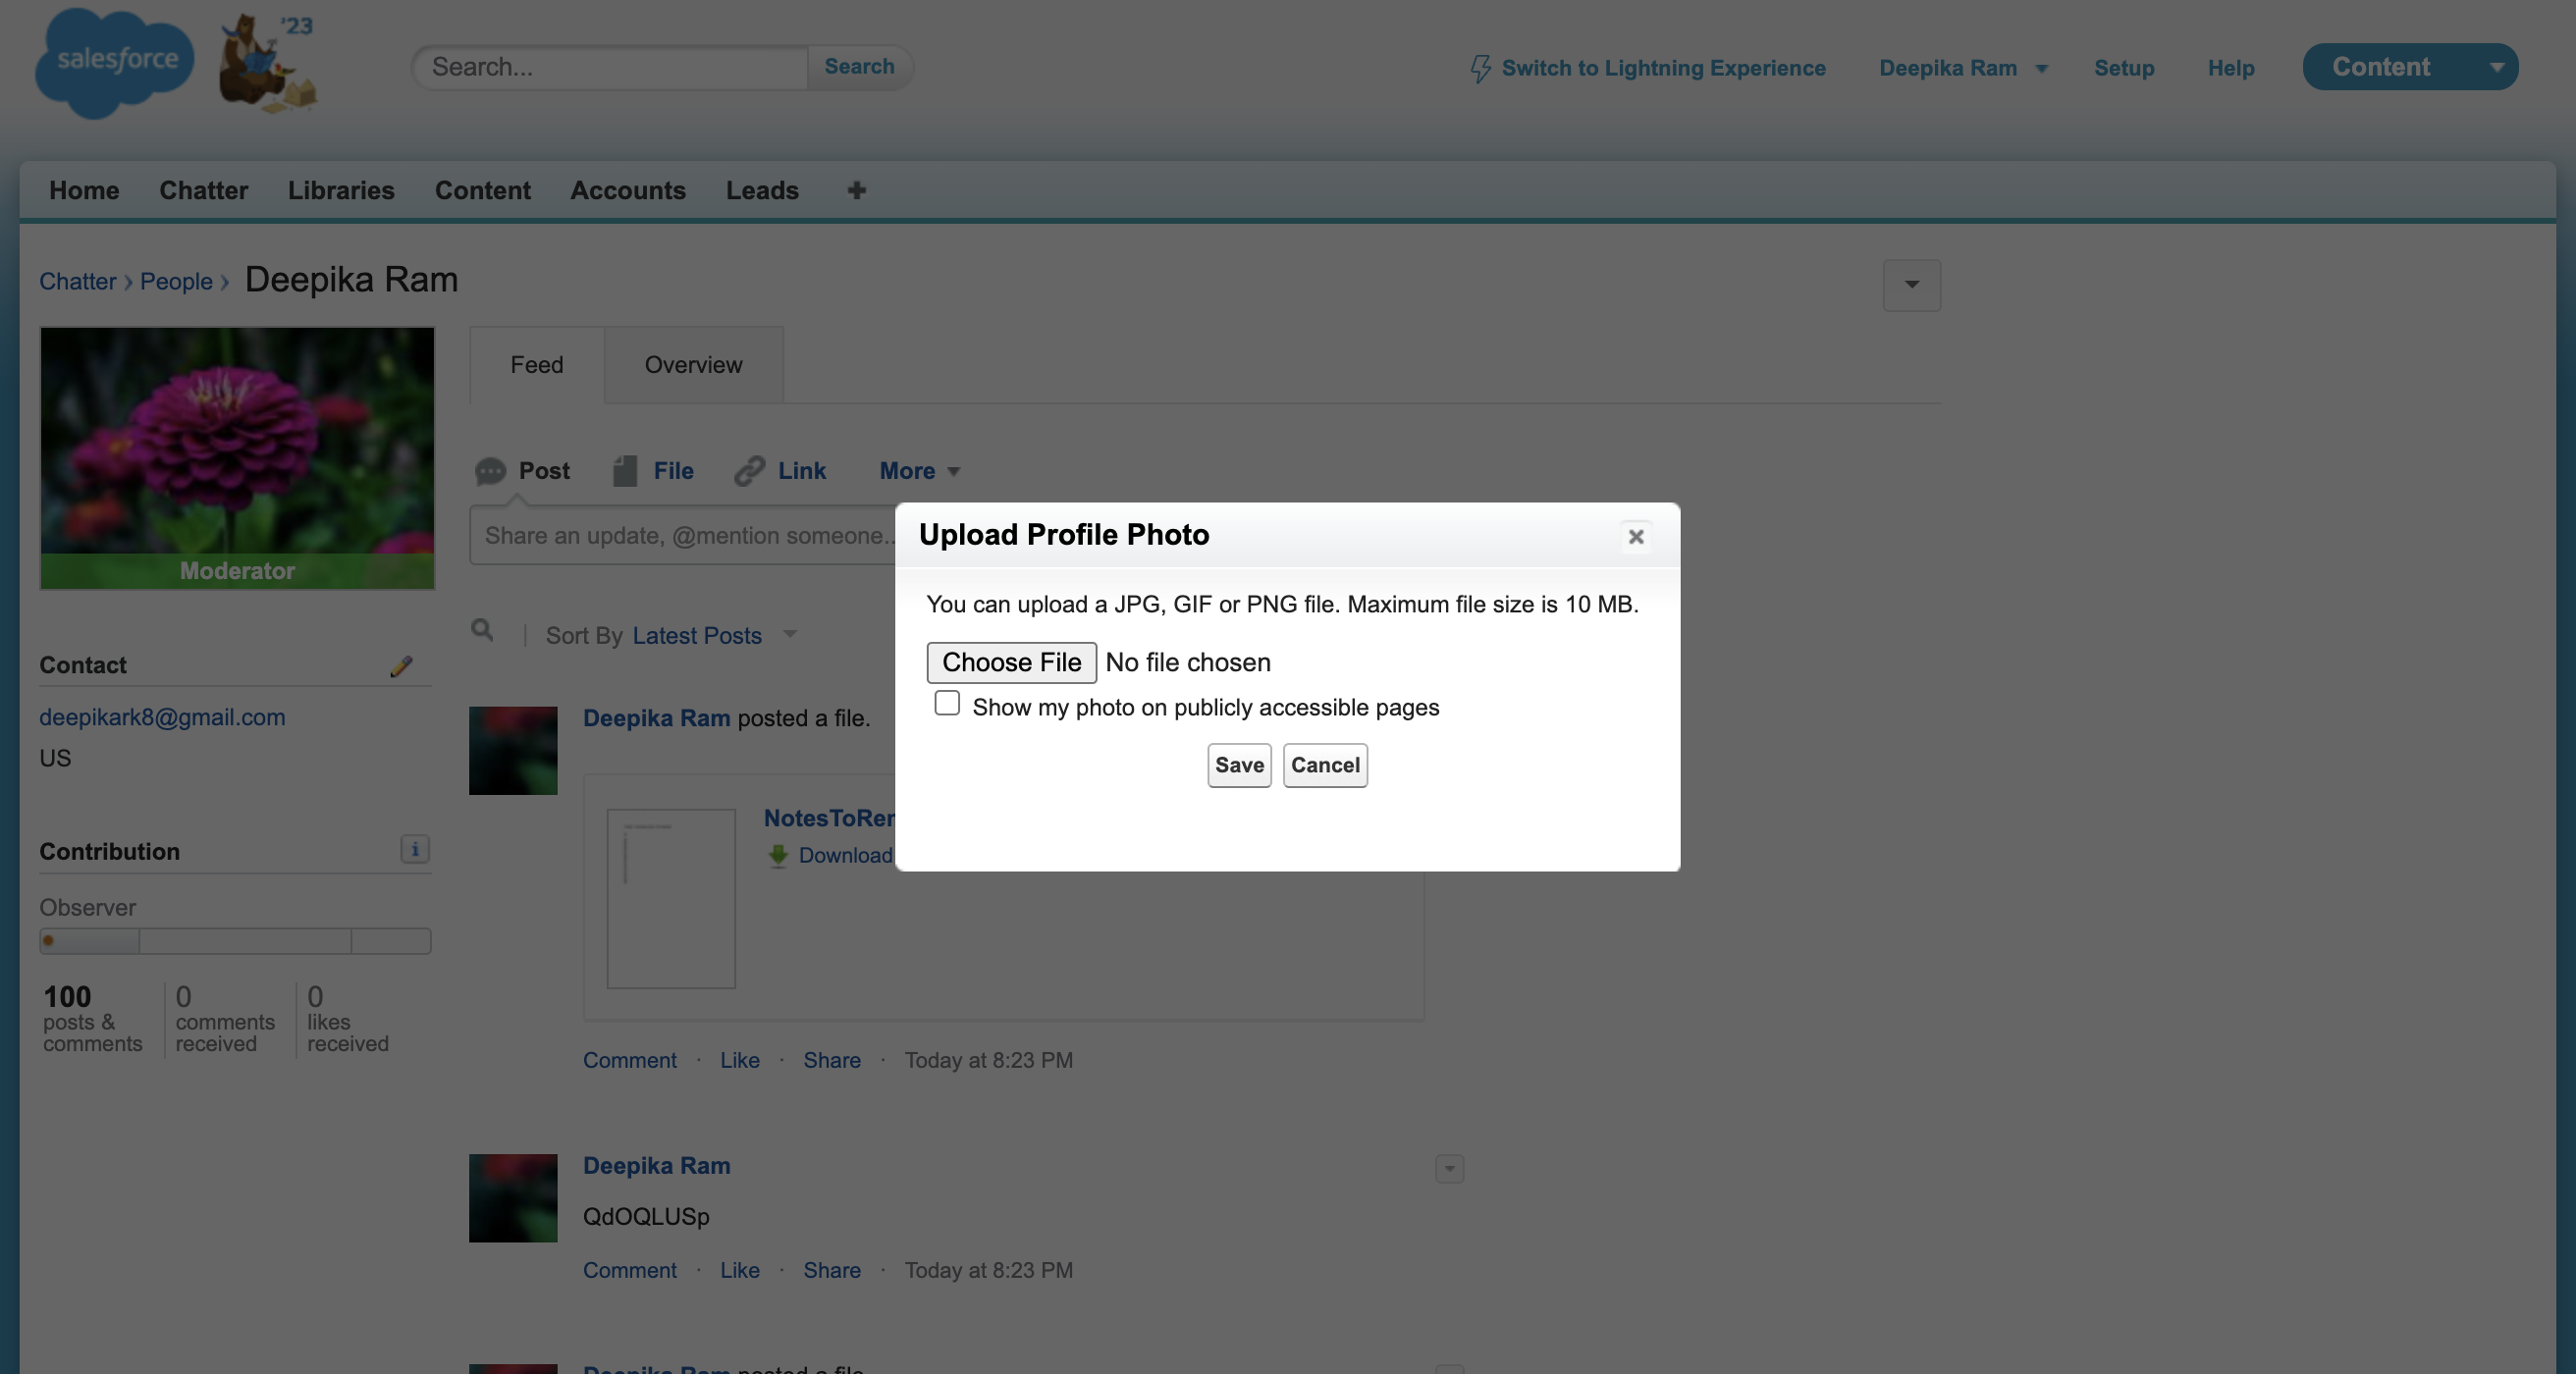 salesforce
'23
Search...
Search
Switch to Lightning Experience
Deepika Ram
Setup
Help
Content
Home
Chatter
Libraries
Content
Accounts
Leads
Chatter
People
Deepika Ram
Moderator
Feed
Overview
Post
File
Link
More
Share an update, @mention someone..
Sort By Latest Posts
Upload Profile Photo
You can upload a JPG, GIF or PNG file. Maximum file size is 10 MB.
Choose File No file chosen
Show my photo on publicly accessible pages
Save
Cancel
Contact
deepikark8@gmail.com
US
Contribution
Observer
100
posts &
comments
0
comments
received
0
likes
received
Deepika Ram posted a file.
NotesToRer
Download
Comment · Like · Share · Today at 8:23 PM
Deepika Ram
QdOQLUSp
Comment · Like · Share · Today at 8:23 PM
Deepika Ram posted a file.